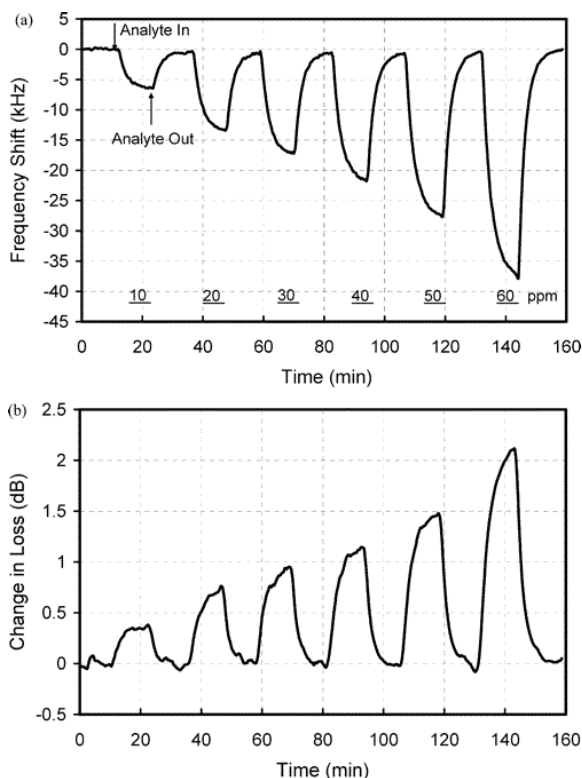 (a)
Analyte In
Analyte Out
5
0
-5
-10
-15
-20
-25
-30
-35
-40
-45
Frequency Shift (kHz)
10 20 30 40 50 60 ppm
0 20 40 60 80 100 120 140 160
Time (min)
(b)
2.5
2
1.5
1
0.5
0
-0.5
Change in Loss (dB)
0 20 40 60 80 100 120 140 160
Time (min)